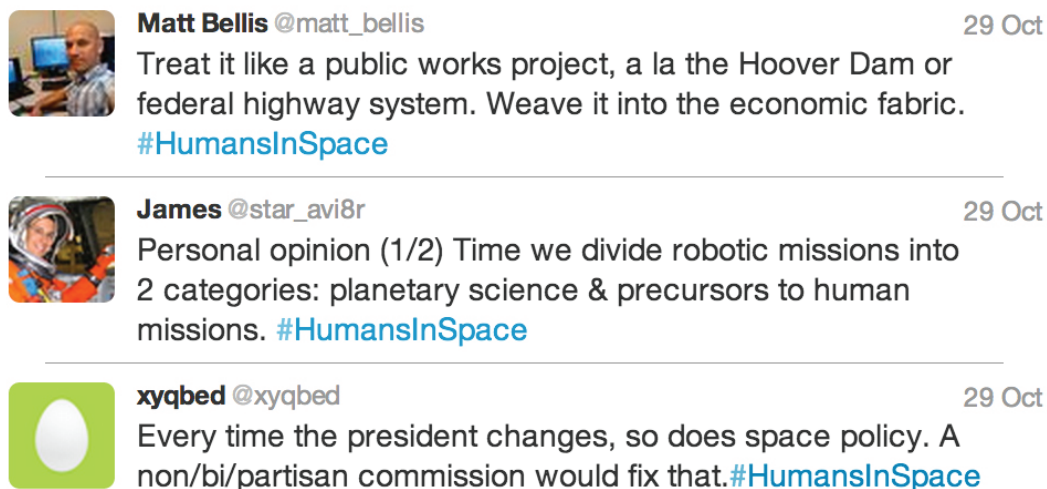 Matt Bellis @matt_bellis 29 Oct
Treat it like a public works project, a la the Hoover Dam or
federal highway system. Weave it into the economic fabric.
#HumansInSpace
James @star_avi8r 29 Oct
Personal opinion (1/2) Time we divide robotic missions into
2 categories: planetary science & precursors to human
missions. #HumansInSpace
xyqbed @xyqbed 29 Oct
Every time the president changes, so does space policy. A
non/bi/partisan commission would fix that.#HumansInSpace